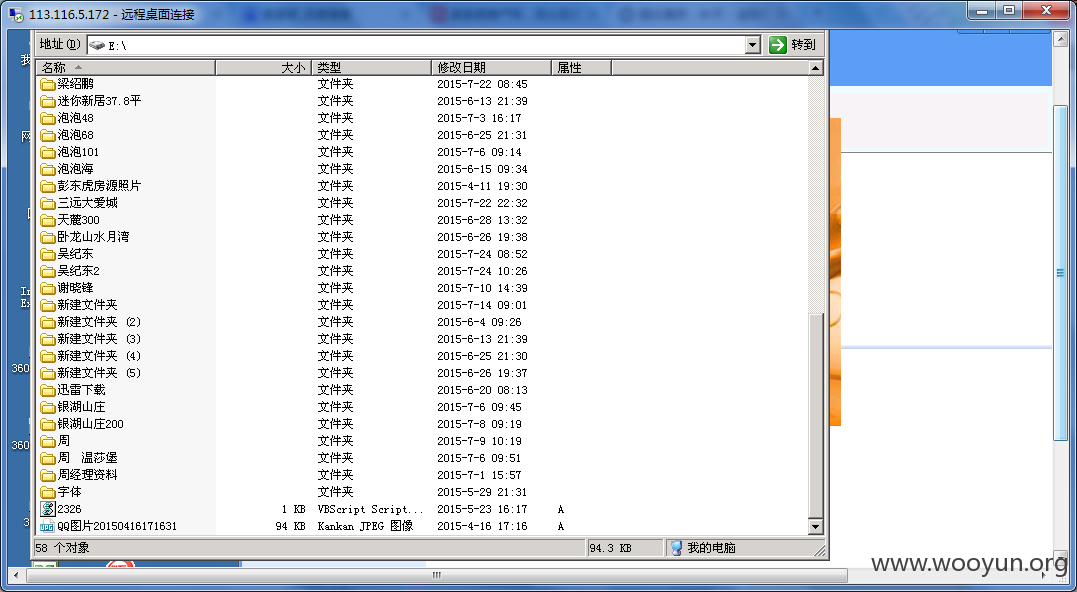 113.116.5.172 - 远程桌面连接
地址(D) E:\ 转到
名称 大小 类型 修改日期 属性
梁绍鹏 文件夹 2015-7-22 08:45
迷你新居37.8平 文件夹 2015-6-13 21:39
泡泡48 文件夹 2015-7-3 16:17
泡泡68 文件夹 2015-6-25 21:31
泡泡101 文件夹 2015-7-6 09:14
泡泡海 文件夹 2015-6-15 09:34
彭东虎房源照片 文件夹 2015-4-11 19:30
三远大爱城 文件夹 2015-7-22 22:32
天麓300 文件夹 2015-6-28 13:32
卧龙山水月湾 文件夹 2015-6-26 19:38
吴纪东 文件夹 2015-7-24 08:52
吴纪东2 文件夹 2015-7-24 10:26
谢晓锋 文件夹 2015-7-10 14:39
新建文件夹 文件夹 2015-7-14 09:01
新建文件夹 (2) 文件夹 2015-6-4 09:26
新建文件夹 (3) 文件夹 2015-6-13 21:39
新建文件夹 (4) 文件夹 2015-6-25 21:30
新建文件夹 (5) 文件夹 2015-6-26 19:37
迅雷下载 文件夹 2015-6-20 08:13
银湖山庄 文件夹 2015-7-6 09:45
银湖山庄200 文件夹 2015-7-8 09:19
周 文件夹 2015-7-9 10:19
周 温莎堡 文件夹 2015-7-6 09:51
周经理资料 文件夹 2015-7-1 15:57
字体 文件夹 2015-5-29 21:31
2326 1 KB VBScript Script... 2015-5-23 16:17 A
QQ图片20150416171631 94 KB Kankan JPEG 图像 2015-4-16 17:16 A
58 个对象 94.3 KB 我的电脑
我
网
In
Ex
360
360
3
www.wooyun.org